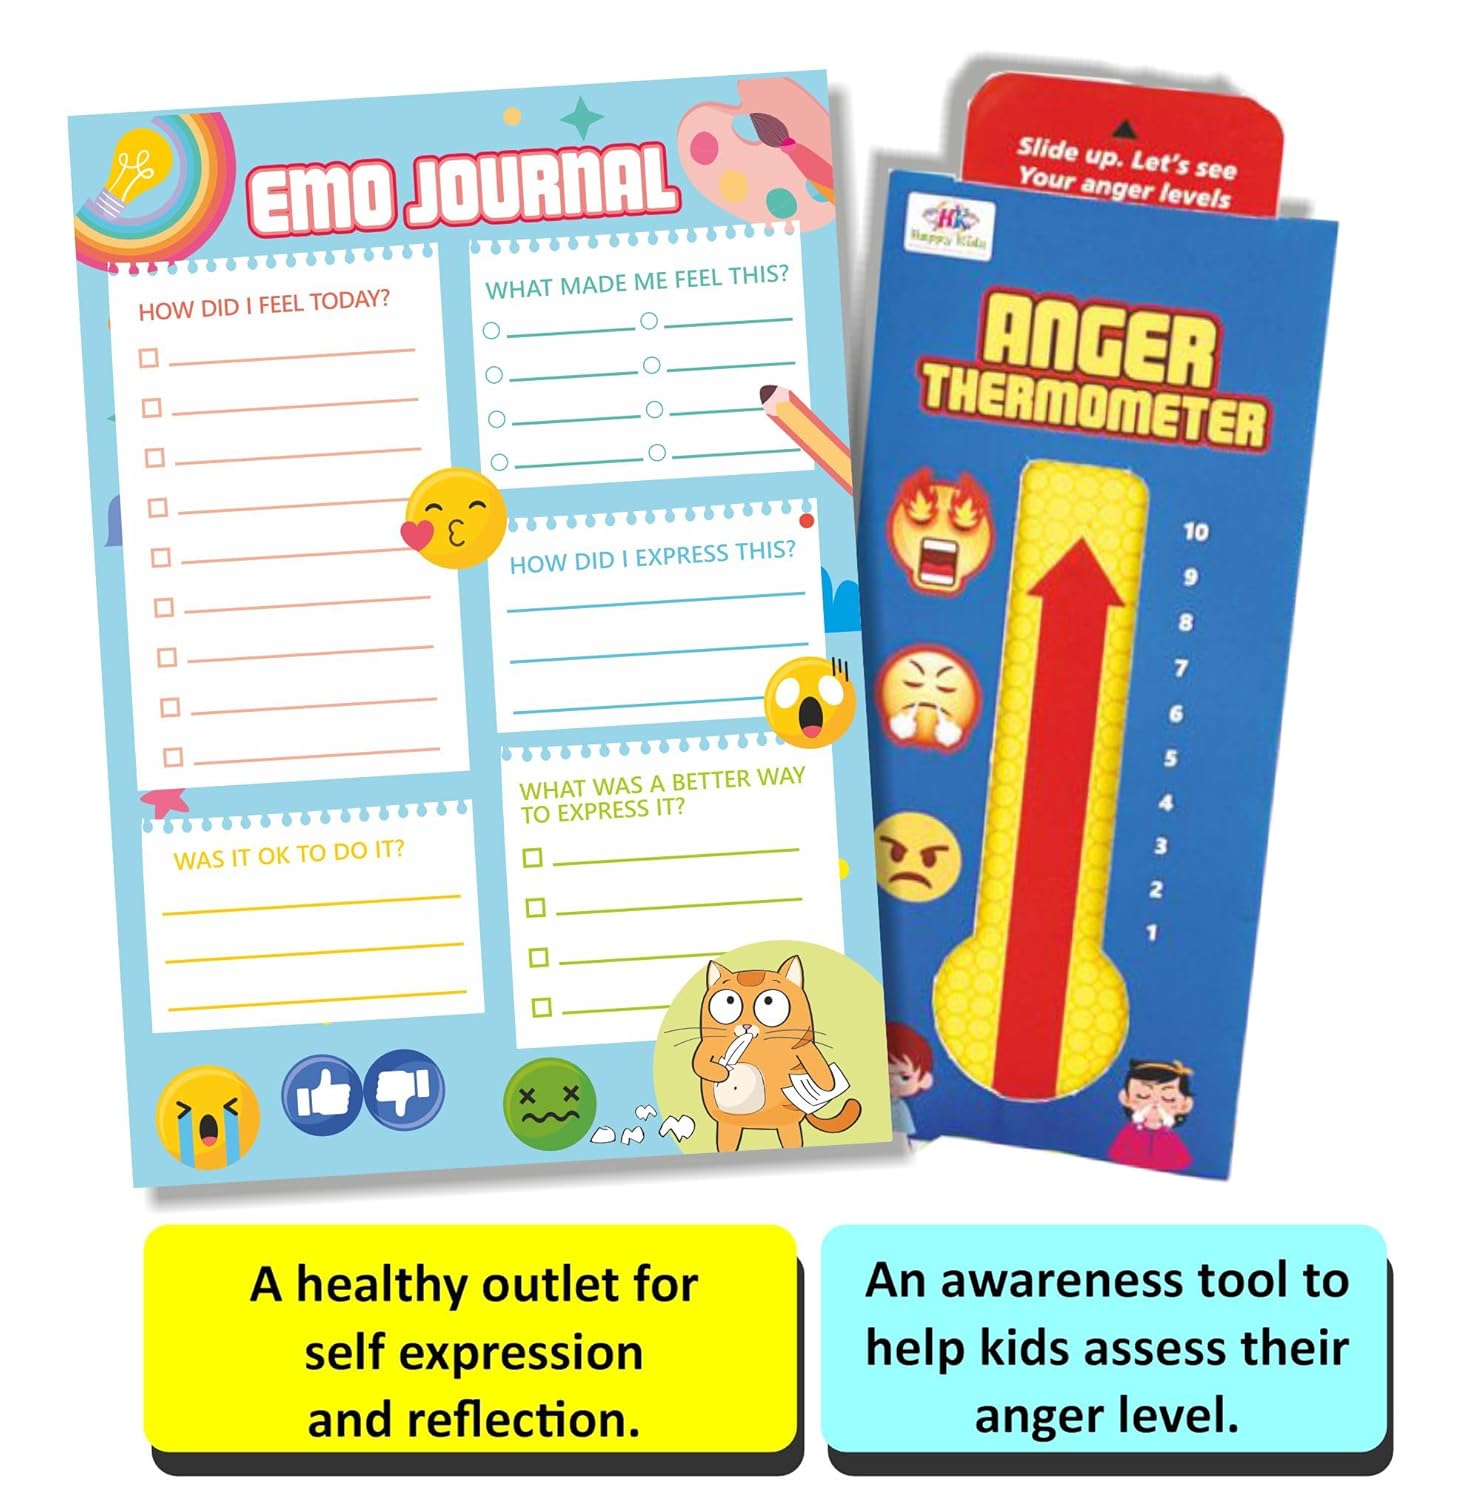 EMO JOURNAL
HOW DID I FEEL TODAY?
WHAT MADE ME FEEL THIS?
HOW DID I EXPRESS THIS?
WHAT WAS A BETTER WAY
TO EXPRESS IT?
WAS IT OK TO DO IT?
Slide up. Let's see
Your anger levels
Happy Kidz
ANGER
THERMOMETER
10
9
8
7
6
5
4
3
2
1
A healthy outlet for
self expression
and reflection.
An awareness tool to
help kids assess their
anger level.